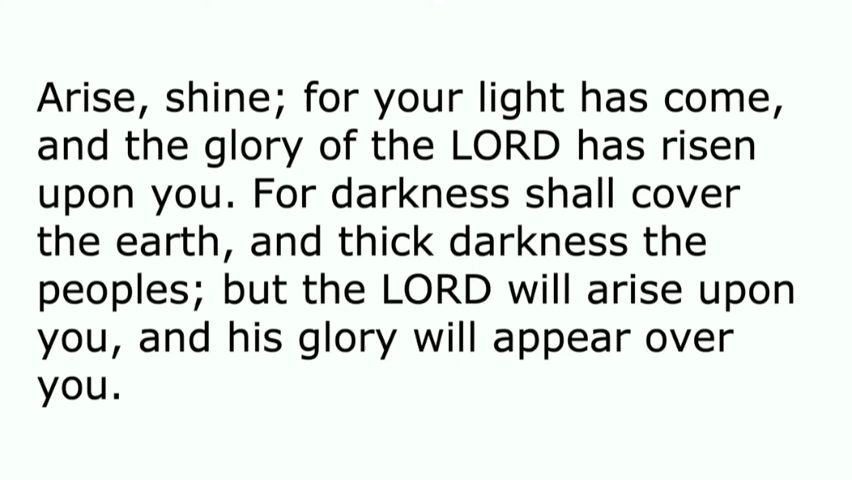 Arise, shine; for your light has come,
and the glory of the LORD has risen
upon you. For darkness shall cover
the earth, and thick darkness the
peoples; but the LORD will arise upon
you, and his glory will appear over
you.